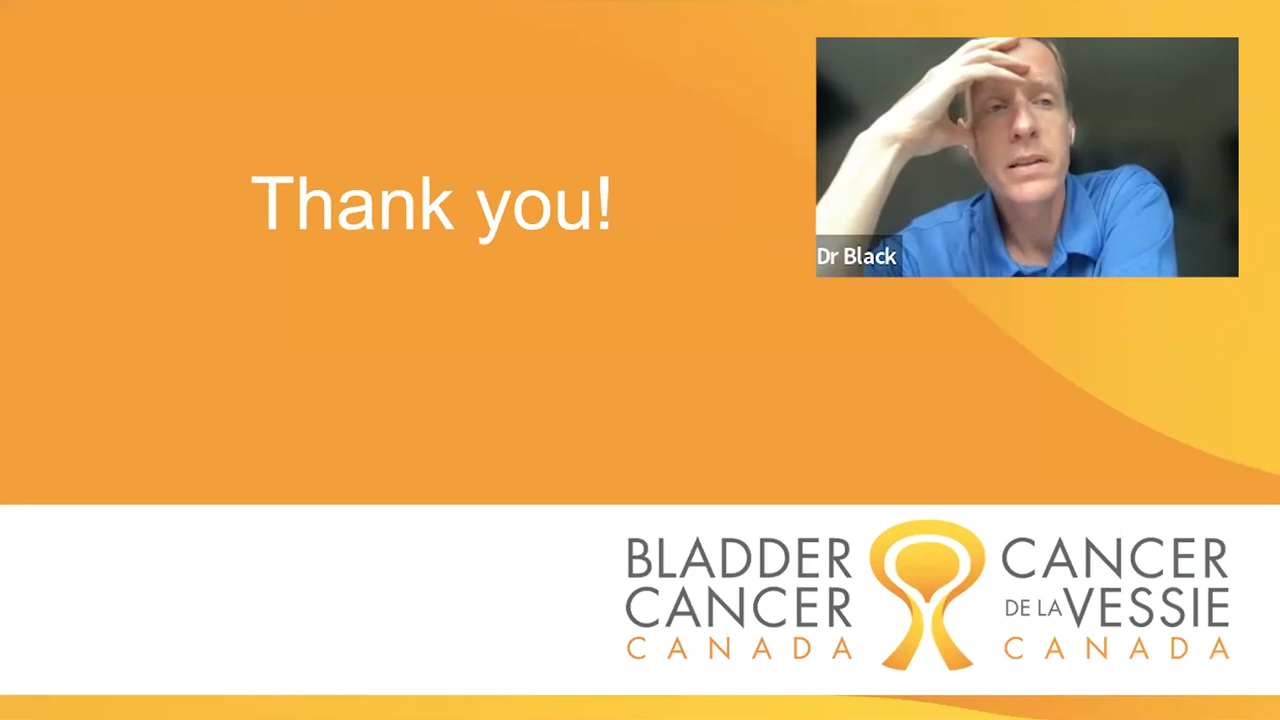 Thank you!
Dr Black
BLADDER
CANCER
CANADA
CANCER
DE LA VESSIE
CANADA